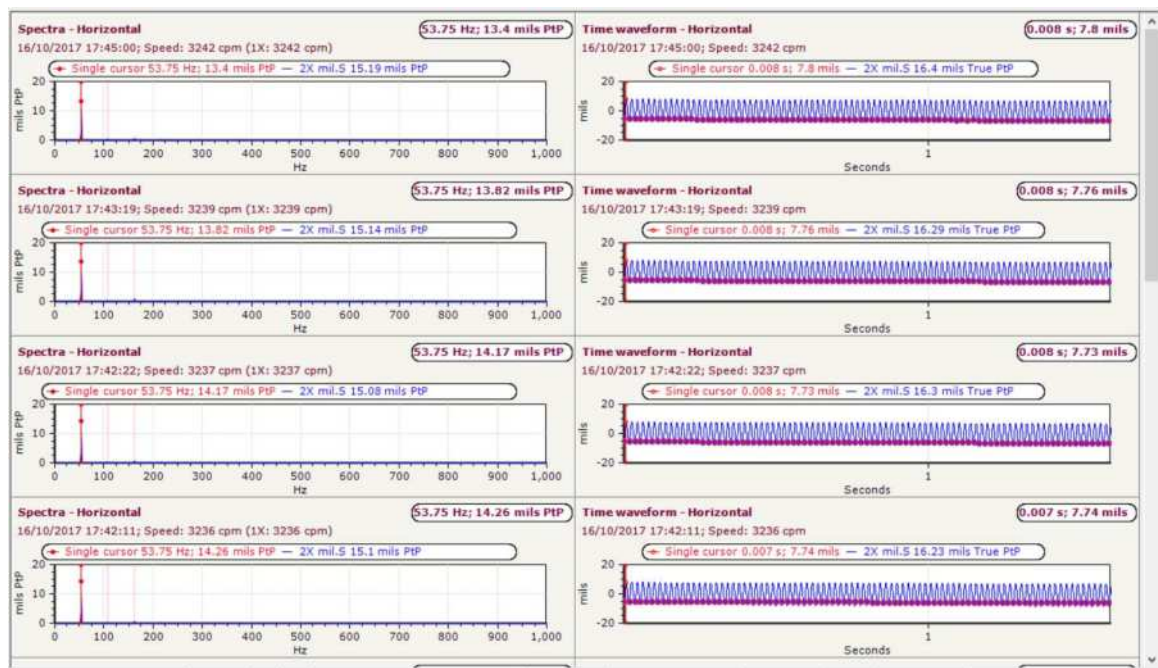 Spectra - Horizontal
53.75 Hz; 13.4 mils PtP
16/10/2017 17:45:00; Speed: 3242 cpm (1X: 3242 cpm)
Single cursor 53.75 Hz; 13.4 mils PtP — 2X mil.S 15.19 mils PtP
mils PtP
20
10
0
0 100 200 300 400 500 600 700 800 900 1,000
Hz
Time waveform - Horizontal
0.008 s; 7.8 mils
16/10/2017 17:45:00; Speed: 3242 cpm
Single cursor 0.008 s; 7.8 mils — 2X mil.S 16.4 mils True PtP
mils
20
0
-20
1
Seconds
Spectra - Horizontal
53.75 Hz; 13.82 mils PtP
16/10/2017 17:43:19; Speed: 3239 cpm (1X: 3239 cpm)
Single cursor 53.75 Hz; 13.82 mils PtP — 2X mil.S 15.14 mils PtP
mils PtP
20
10
0
0 100 200 300 400 500 600 700 800 900 1,000
Hz
Time waveform - Horizontal
0.008 s; 7.76 mils
16/10/2017 17:43:19; Speed: 3239 cpm
Single cursor 0.008 s; 7.76 mils — 2X mil.S 16.29 mils True PtP
mils
20
0
-20
1
Seconds
Spectra - Horizontal
53.75 Hz; 14.17 mils PtP
16/10/2017 17:42:22; Speed: 3237 cpm (1X: 3237 cpm)
Single cursor 53.75 Hz; 14.17 mils PtP — 2X mil.S 15.08 mils PtP
mils PtP
20
10
0
0 100 200 300 400 500 600 700 800 900 1,000
Hz
Time waveform - Horizontal
0.008 s; 7.73 mils
16/10/2017 17:42:22; Speed: 3237 cpm
Single cursor 0.008 s; 7.73 mils — 2X mil.S 16.3 mils True PtP
mils
20
0
-20
1
Seconds
Spectra - Horizontal
53.75 Hz; 14.26 mils PtP
16/10/2017 17:42:11; Speed: 3236 cpm (1X: 3236 cpm)
Single cursor 53.75 Hz; 14.26 mils PtP — 2X mil.S 15.1 mils PtP
mils PtP
20
10
0
0 100 200 300 400 500 600 700 800 900 1,000
Hz
Time waveform - Horizontal
0.007 s; 7.74 mils
16/10/2017 17:42:11; Speed: 3236 cpm
Single cursor 0.007 s; 7.74 mils — 2X mil.S 16.23 mils True PtP
mils
20
0
-20
1
Seconds